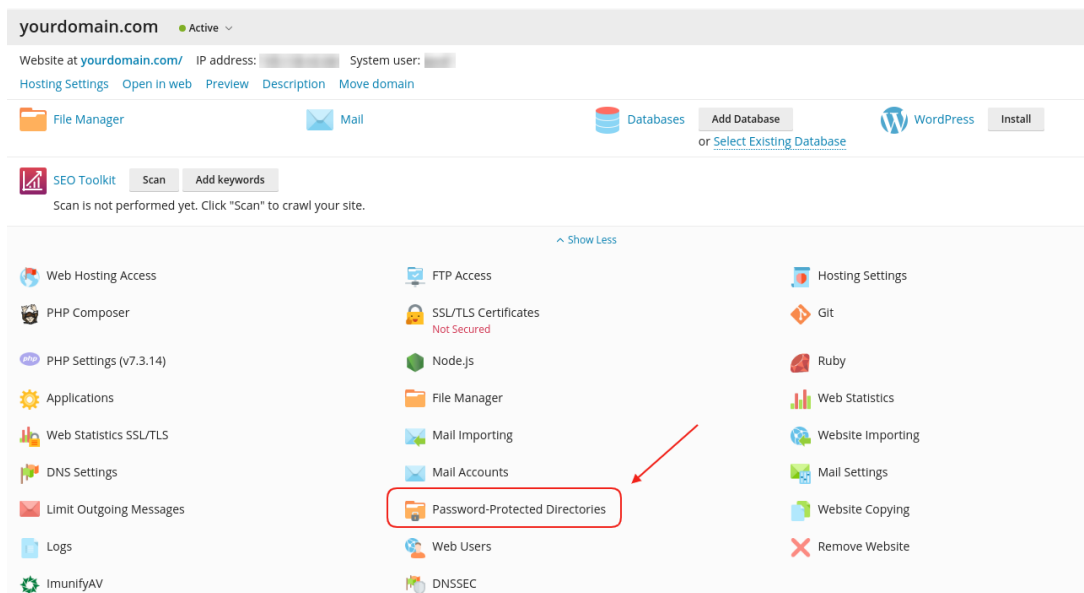 yourdomain.com Active
Website at yourdomain.com/ IP address: System user:
Hosting Settings Open in web Preview Description Move domain
File Manager Mail Databases Add Database WordPress Install
or Select Existing Database
SEO Toolkit Scan Add keywords
Scan is not performed yet. Click "Scan" to crawl your site.
Show Less
Web Hosting Access FTP Access Hosting Settings
PHP Composer SSL/TLS Certificates Git
Not Secured
php PHP Settings (v7.3.14) Node.js Ruby
Applications File Manager Web Statistics
Web Statistics SSL/TLS Mail Importing Website Importing
DNS Settings Mail Accounts Mail Settings
Limit Outgoing Messages Password-Protected Directories Website Copying
Logs Web Users Remove Website
ImunifyAV DNSSEC